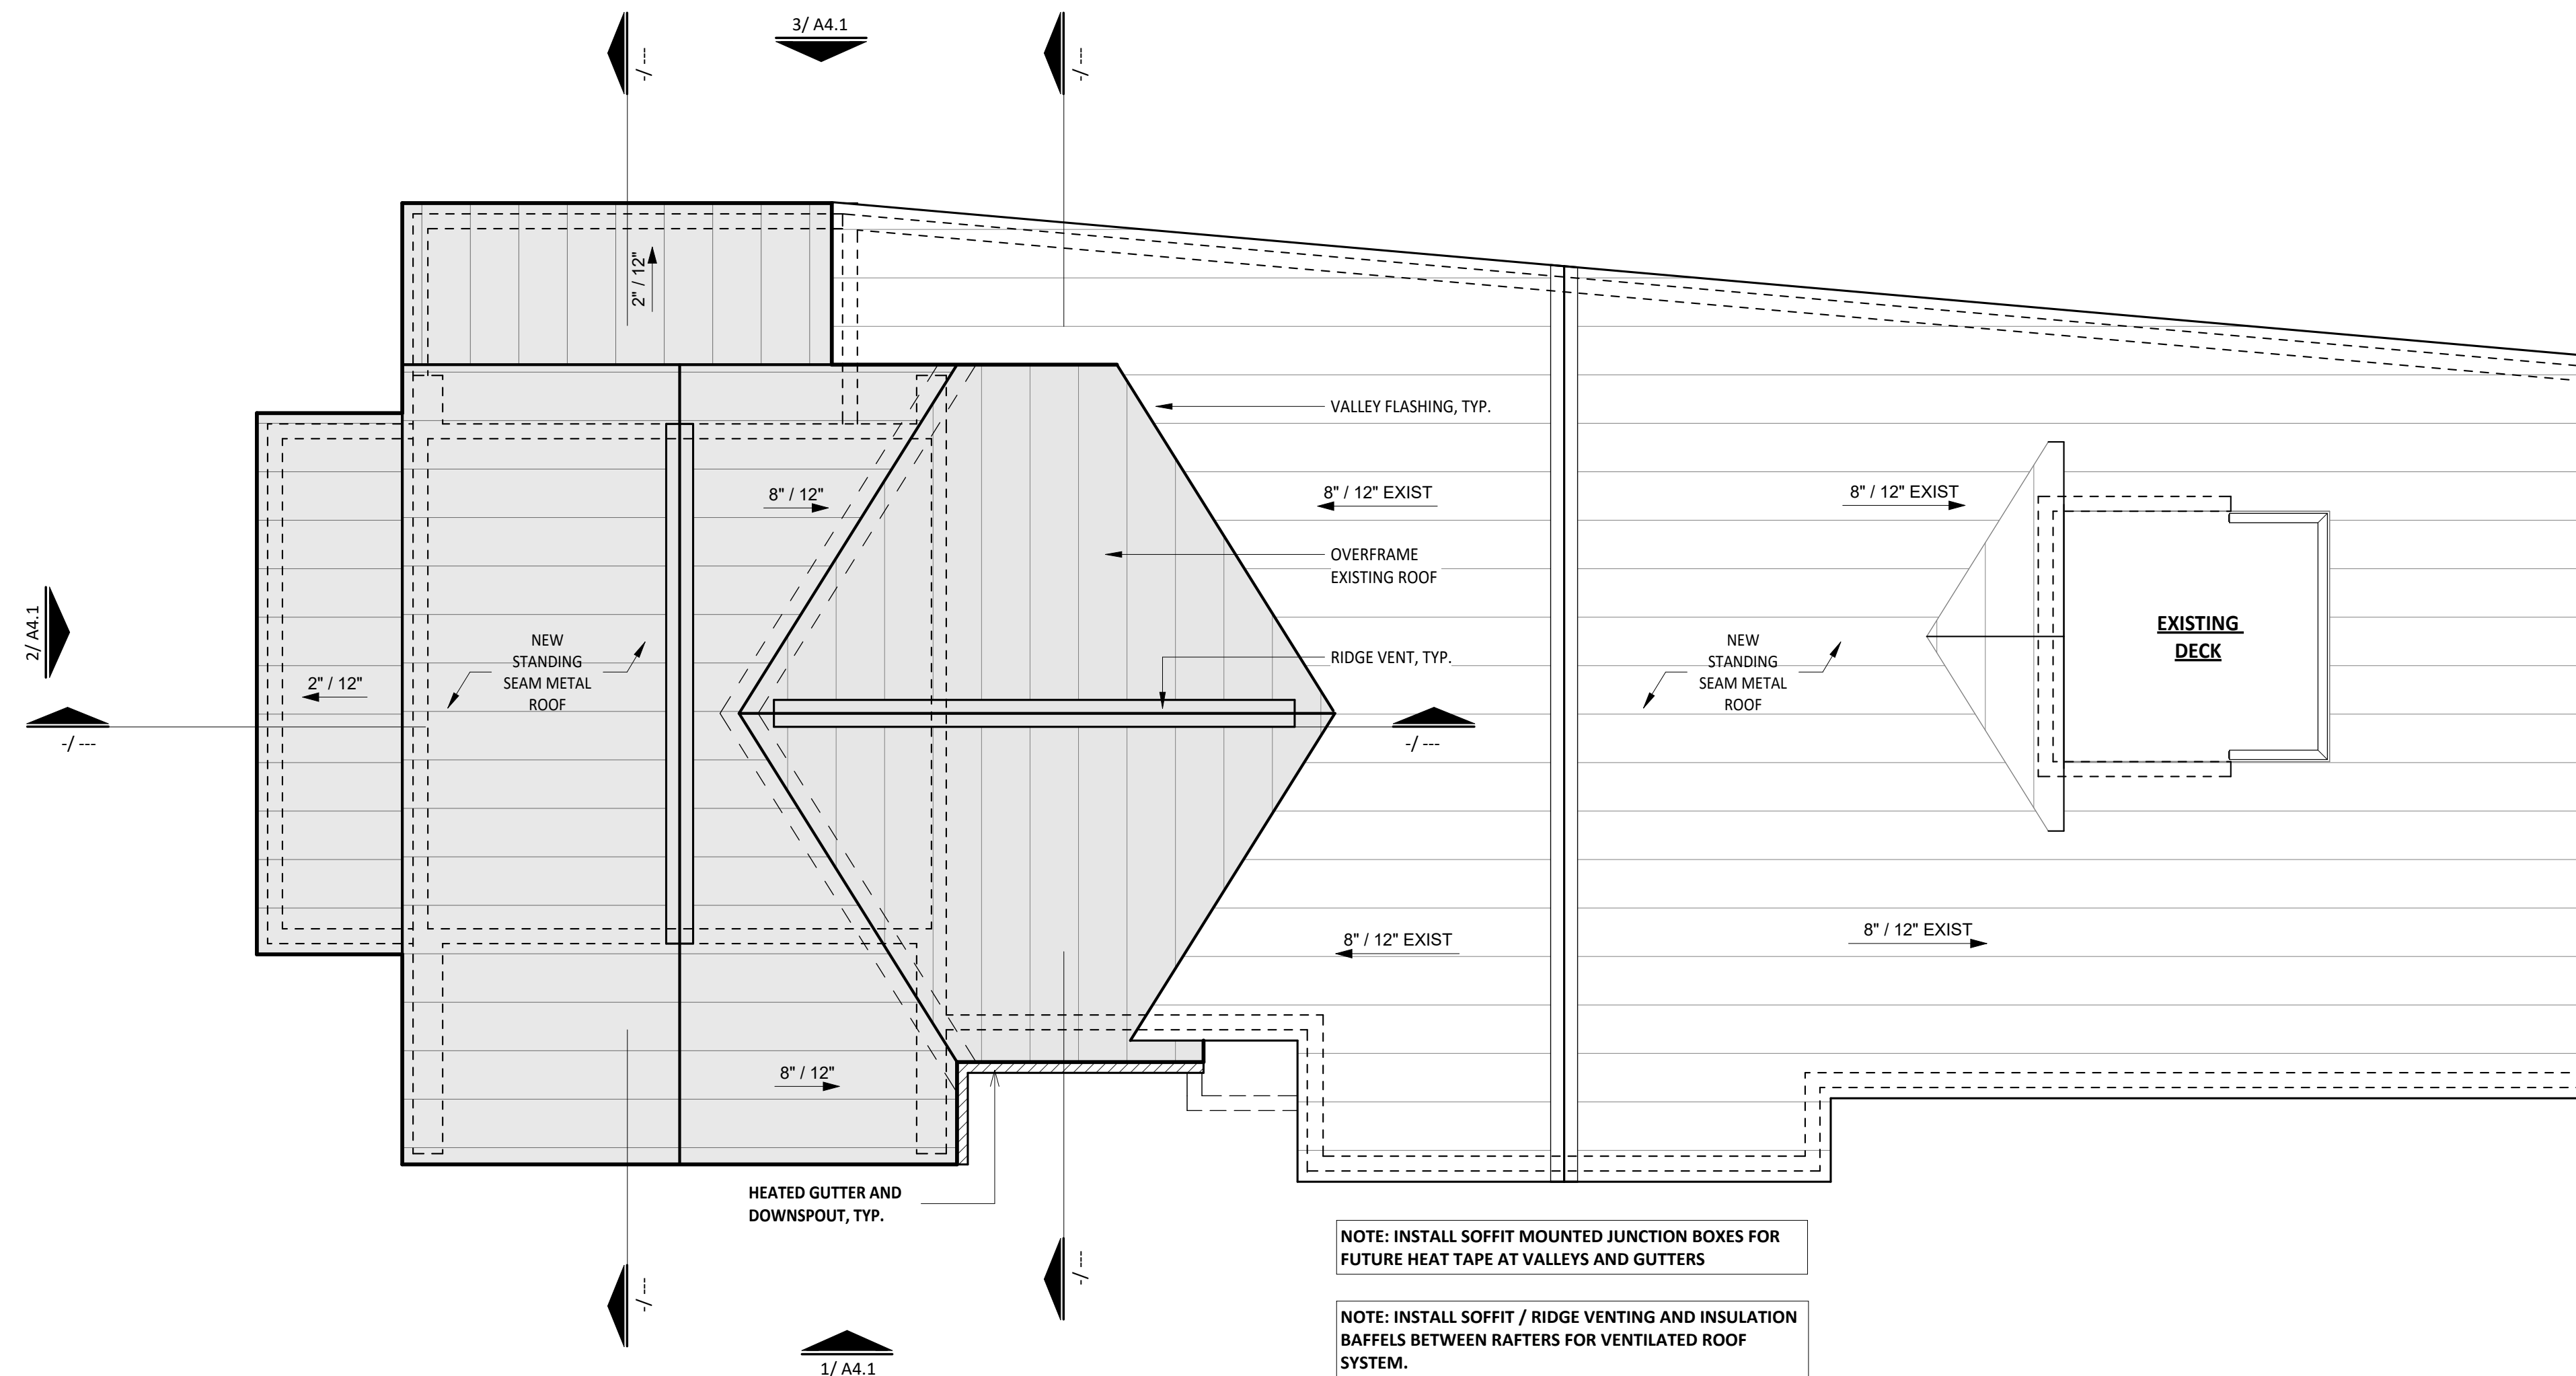 3/ A4.1
-/ ---
-/ ---
2" / 12"
VALLEY FLASHING, TYP.
8" / 12"
8" / 12" EXIST
8" / 12" EXIST
OVERFRAME
EXISTING ROOF
2/ A4.1
NEW
STANDING
SEAM METAL
ROOF
RIDGE VENT, TYP.
NEW
STANDING
SEAM METAL
ROOF
EXISTING
DECK
2" / 12"
-/ ---
-/ ---
8" / 12" EXIST
8" / 12" EXIST
8" / 12"
HEATED GUTTER AND
DOWNSPOUT, TYP.
-/ ---
-/ ---
1/ A4.1
NOTE: INSTALL SOFFIT MOUNTED JUNCTION BOXES FOR
FUTURE HEAT TAPE AT VALLEYS AND GUTTERS
NOTE: INSTALL SOFFIT / RIDGE VENTING AND INSULATION
BAFFELS BETWEEN RAFTERS FOR VENTILATED ROOF
SYSTEM.